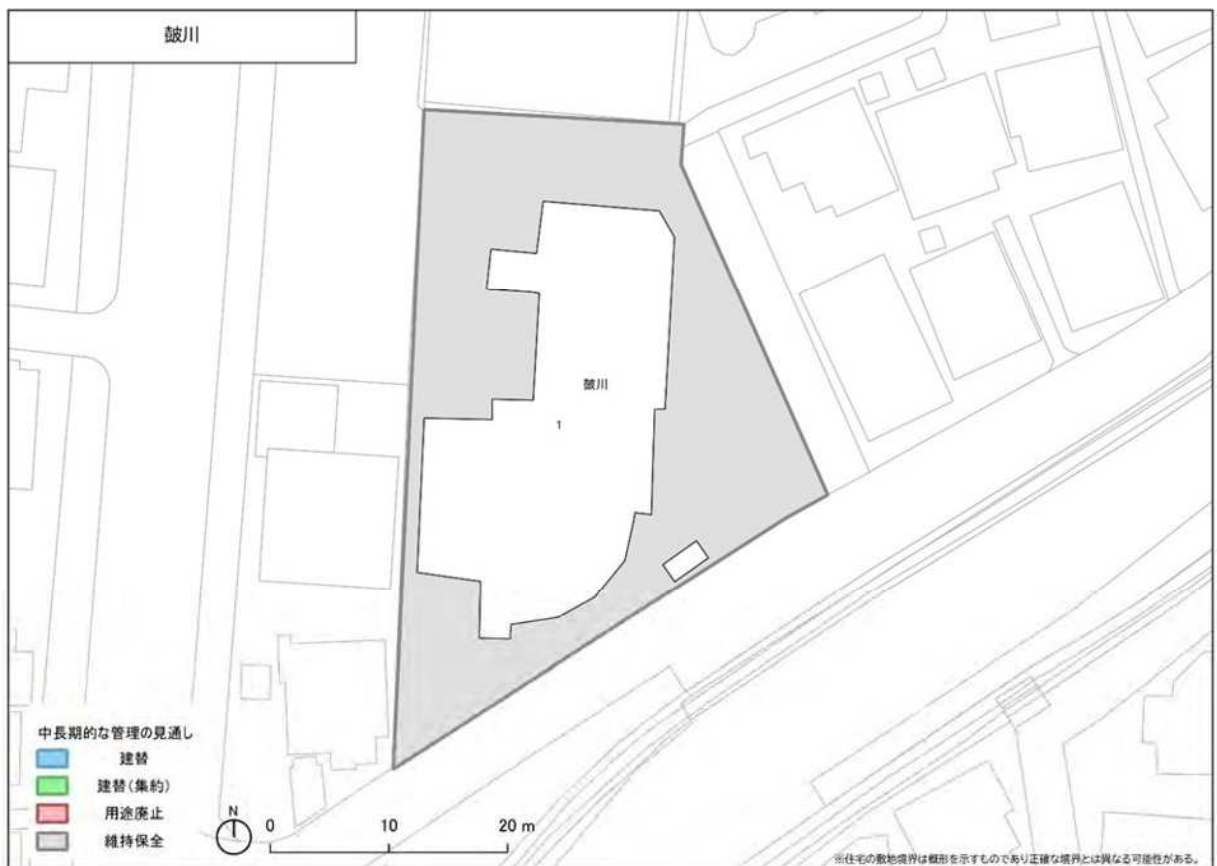 皷川
皷川
1
中長期的な管理の見通し
建替
建替(集約)
用途廃止
維持保全
N
0 10 20 m
※住宅の敷地境界は概形を示すものであり正確な境界とは異なる可能性がある。